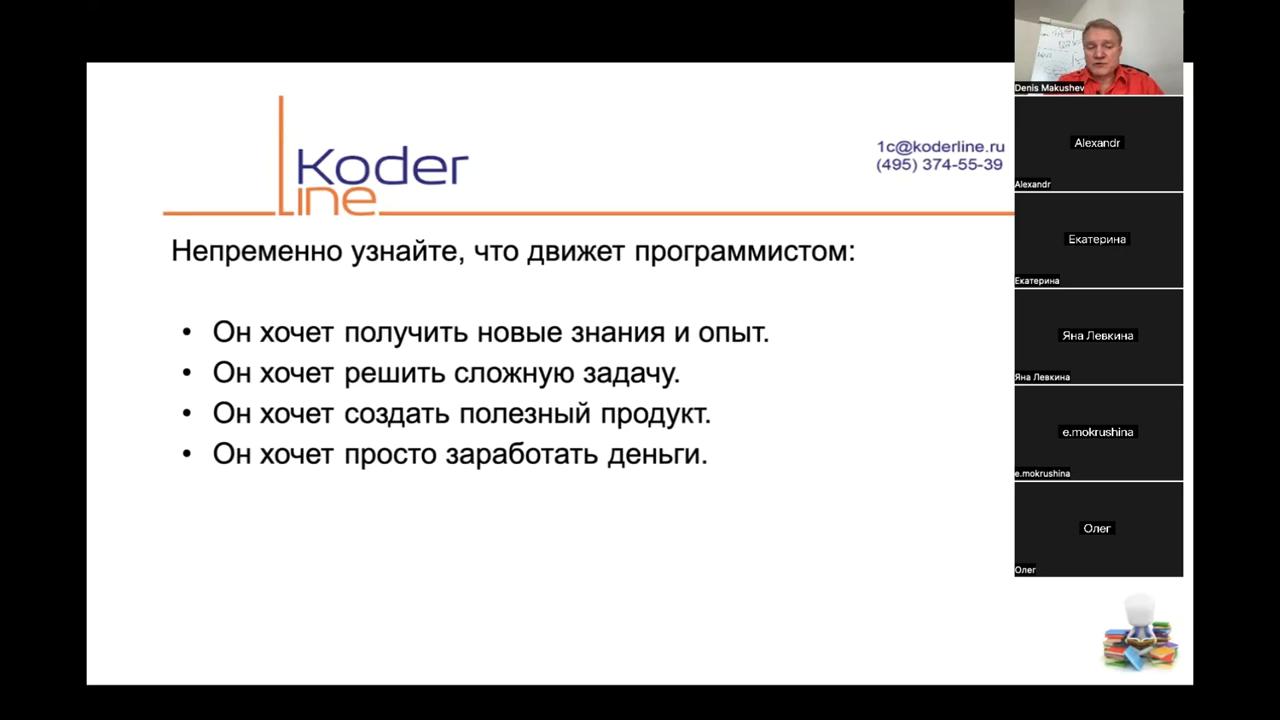 Koder
line
1c@koderline.ru
(495) 374-55-39
Непременно узнайте, что движет программистом:
• Он хочет получить новые знания и опыт.
• Он хочет решить сложную задачу.
• Он хочет создать полезный продукт.
• Он хочет просто заработать деньги.
Denis Makushev
Alexandr
Alexandr
Екатерина
Екатерина
Яна Левкина
Яна Левкина
e.mokrushina
e.mokrushina
Олег
Олег